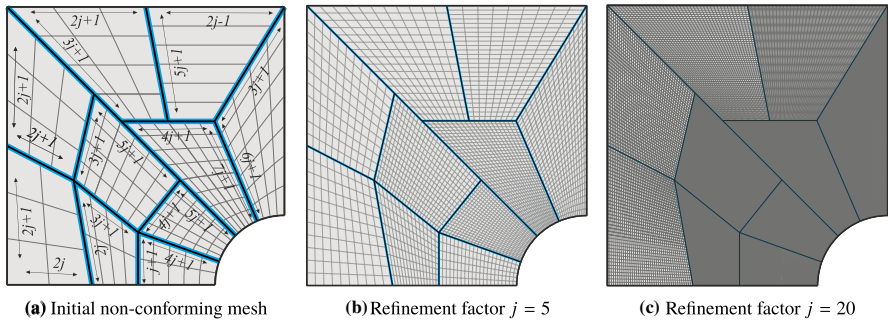 2j+1
2j-1
3j+1
5j+1
3j+1
2j+1
2j+1
4j+1
3j+1
5j+1
7j+1
6j+1
2j+1
3j+1
2j
4j+1
5j+1
2j
j+1
4j+1
(a) Initial non-conforming mesh
(b) Refinement factor j = 5
(c) Refinement factor j = 20